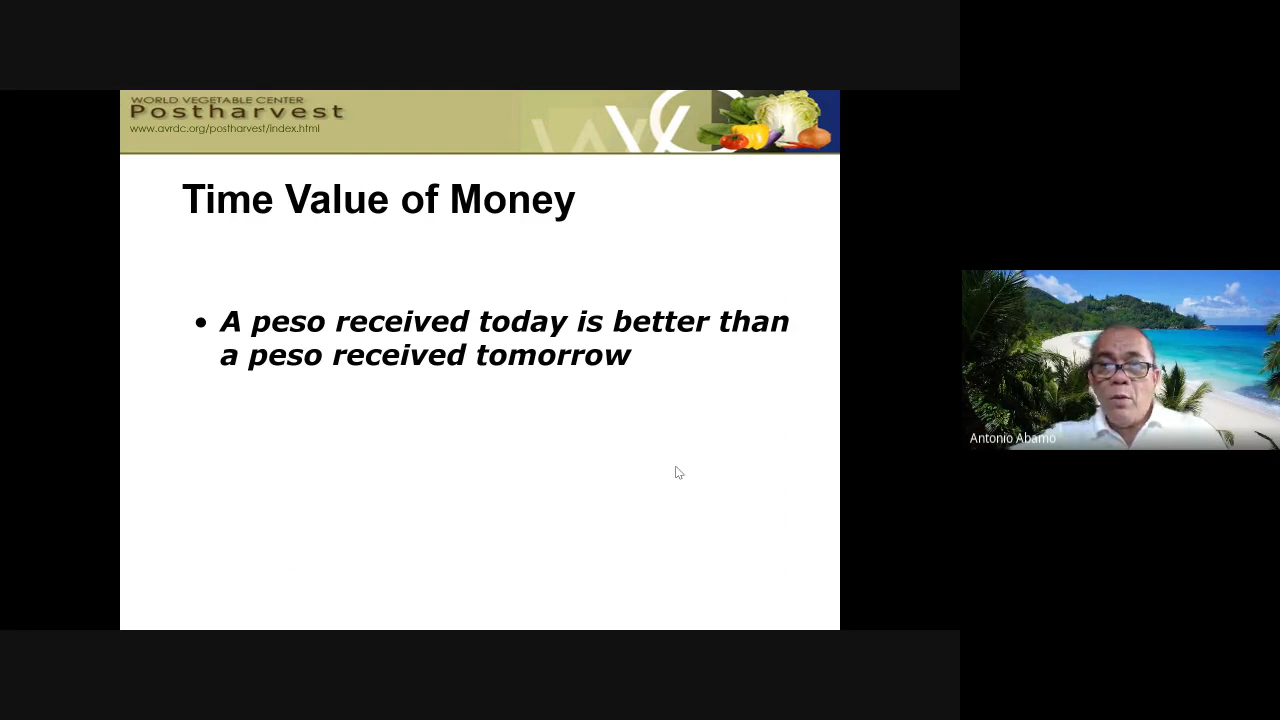 WORLD VEGETABLE CENTER
Postharvest
www.avrdc.org/postharvest/index.html
Time Value of Money
• A peso received today is better than
a peso received tomorrow
Antonio Abamo